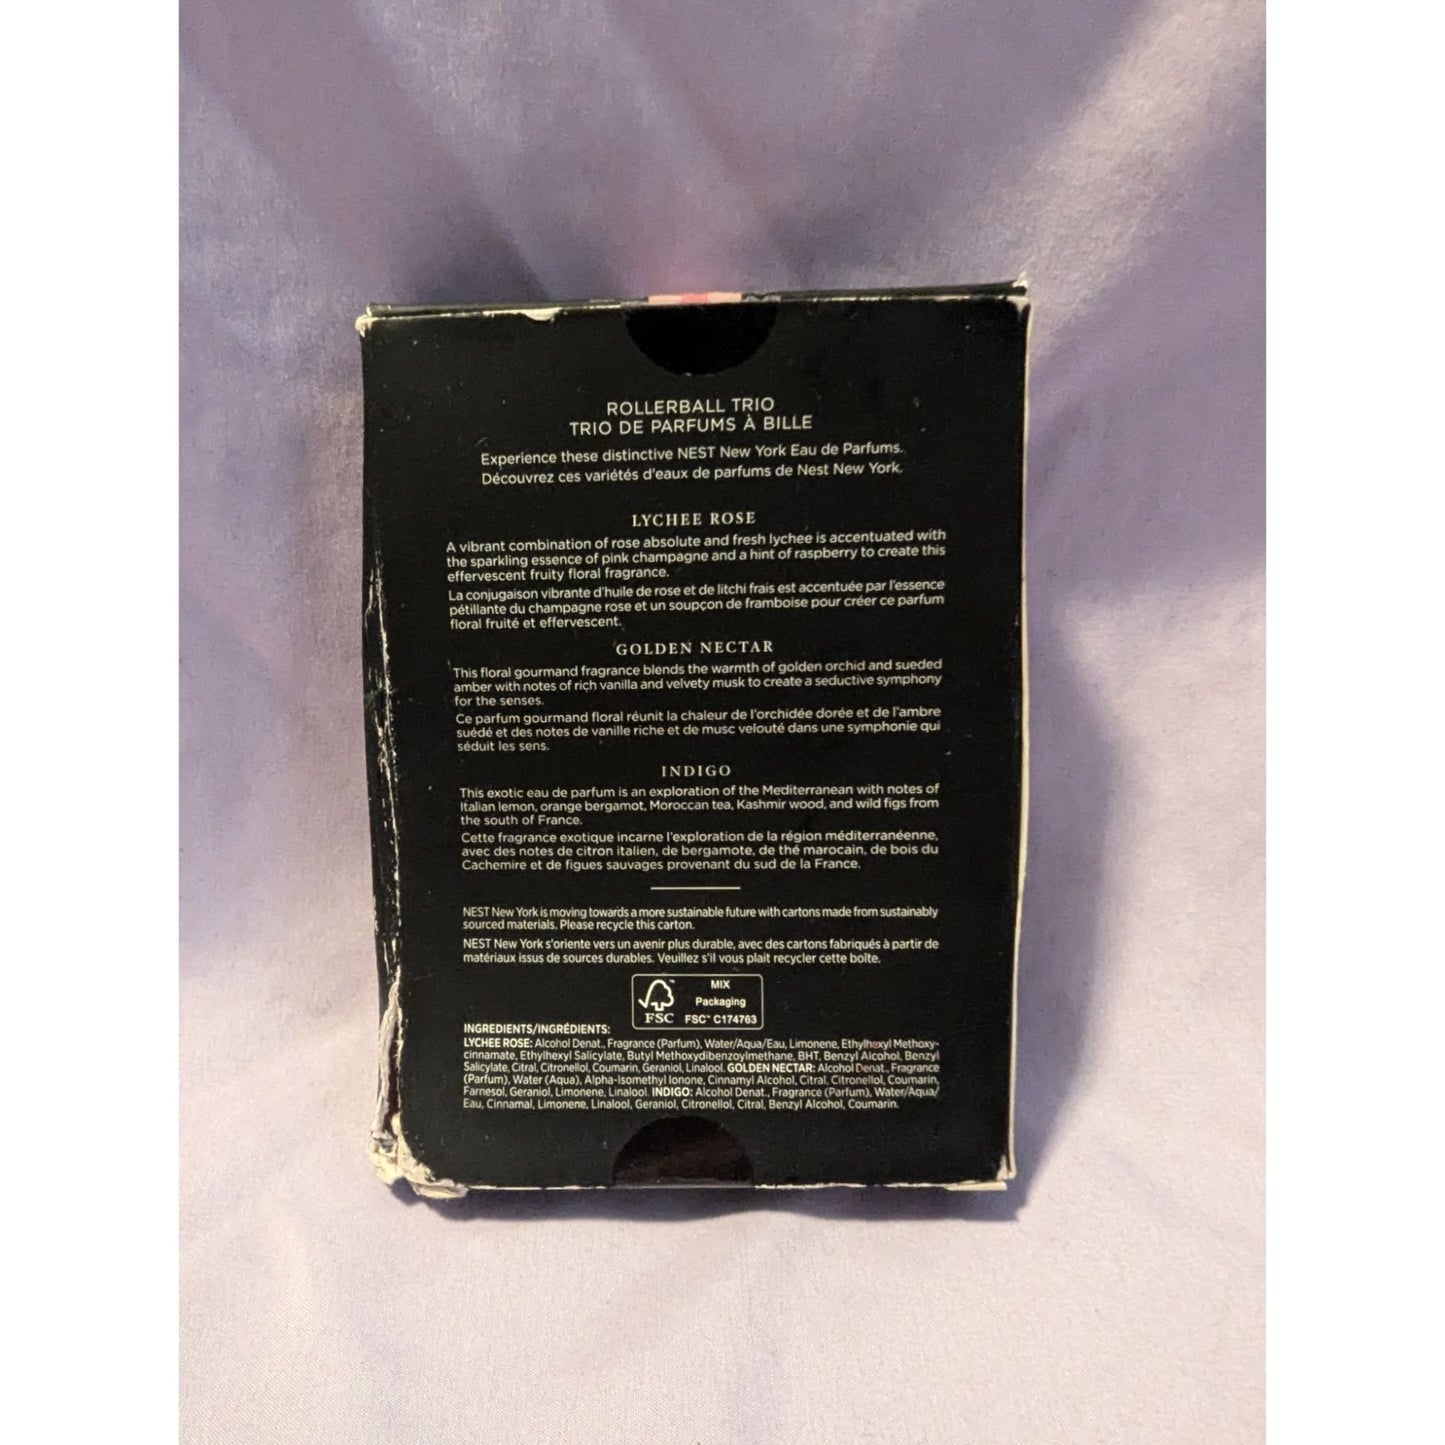 ROLLERBALL TRIO
TRIO DE PARFUMS À BILLE
Experience these distinctive NEST New York Eau de Parfums.
Découvrez ces variétés d'eaux de parfums de Nest New York.
LYCHEE ROSE
A vibrant combination of rose absolute and fresh lychee is accentuated with
the sparkling essence of pink champagne and a hint of raspberry to create this
effervescent fruity floral fragrance.
La conjugaison vibrante d'huile de rose et de litchi frais est accentuée par l'essence
pétillante du champagne rose et un soupçon de framboise pour créer ce parfum
floral fruité et effervescent.
GOLDEN NECTAR
This floral gourmand fragrance blends the warmth of golden orchid and sueded
amber with notes of rich vanilla and velvety musk to create a seductive symphony
for the senses.
Ce parfum gourmand floral réunit la chaleur de l'orchidée dorée et de l'ambre
suédé et des notes de vanille riche et de musc velouté dans une symphonie qui
séduit les sens.
INDIGO
This exotic eau de parfum is an exploration of the Mediterranean with notes of
Italian lemon, orange bergamot, Moroccan tea, Kashmir wood, and wild figs from
the south of France.
Cette fragrance exotique incarne l'exploration de la région méditerranéenne,
avec des notes de citron italien, de bergamote, de thé marocain, de bois du
Cachemire et de figues sauvages provenant du sud de la France.
NEST New York is moving towards a more sustainable future with cartons made from sustainably
sourced materials. Please recycle this carton.
NEST New York s'oriente vers un avenir plus durable, avec des cartons fabriqués à partir de
matériaux issus de sources durables. Veuillez s'il vous plait recycler cette boîte.
MIX
Packaging
FSC FSC™ C174763
INGREDIENTS/INGRÉDIENTS:
LYCHEE ROSE: Alcohol Denat., Fragrance (Parfum), Water/Aqua/Eau, Limonene, Ethylhexyl Methoxy-
cinnamate, Ethylhexyl Salicylate, Butyl Methoxydibenzoylmethane, BHT, Benzyl Alcohol, Benzyl
Salicylate, Citral, Citronellol, Coumarin, Geraniol, Linalool. GOLDEN NECTAR: Alcohol Denat., Fragrance
(Parfum), Water (Aqua), Alpha-isomethyl Ionone, Cinnamyl Alcohol, Citral, Citronellol, Coumarin,
Farnesol, Geraniol, Limonene, Linalool. INDIGO: Alcohol Denat., Fragrance (Parfum), Water/Aqua/
Eau, Cinnamal, Limonene, Linalool, Geraniol, Citronellol, Citral, Benzyl Alcohol, Coumarin.